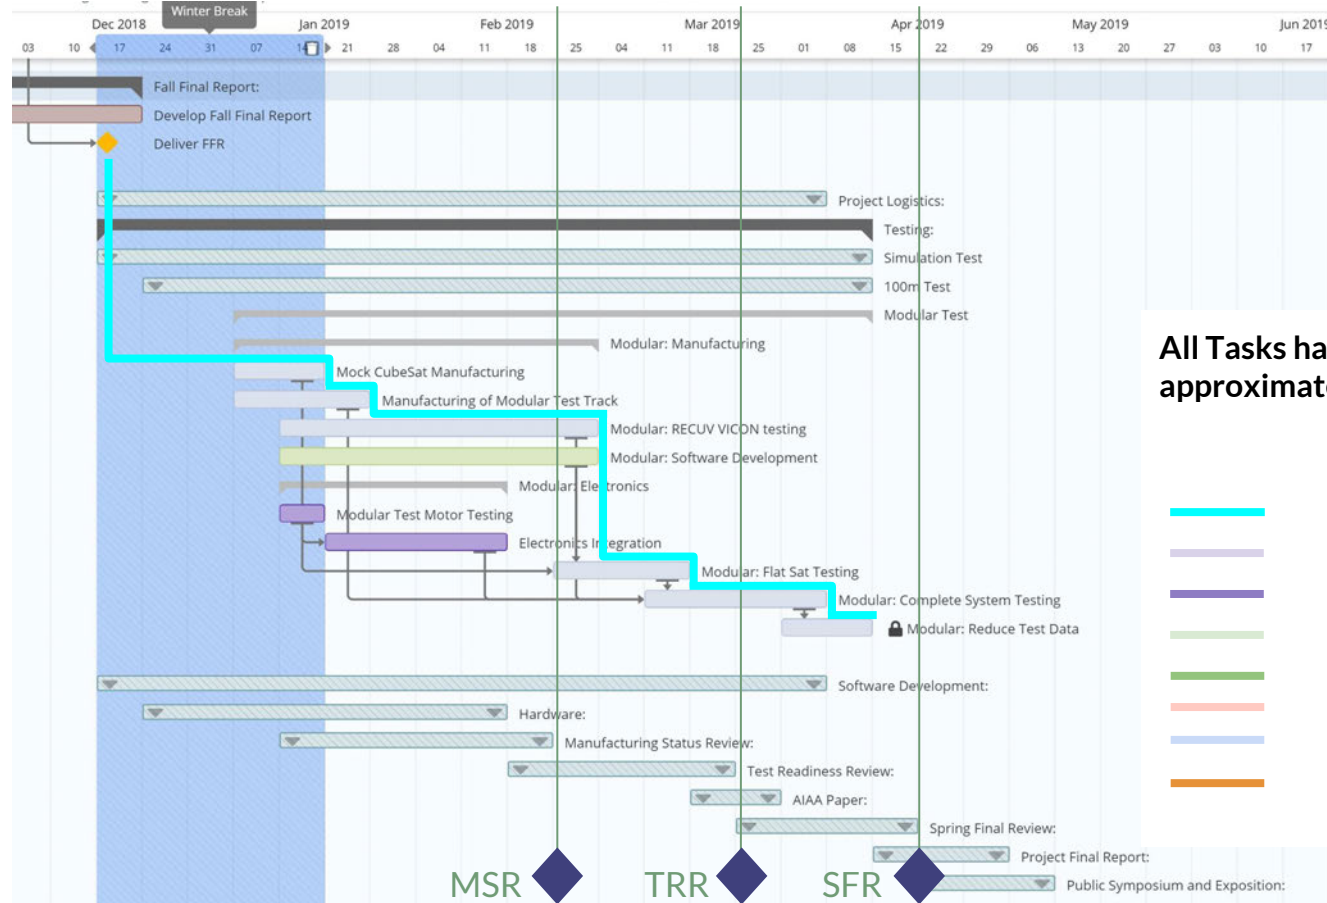 Winter Break
Dec 2018 Jan 2019 Feb 2019 Mar 2019 Apr 2019 May 2019 Jun 2019
03 10 17 24 31 07 14 21 28 04 11 18 25 04 11 18 25 01 08 15 22 29 06 13 20 27 03 10 17
Fall Final Report:
Develop Fall Final Report
Deliver FFR
Project Logistics:
Testing:
Simulation Test
100m Test
Modular Test
Modular: Manufacturing
All Tasks ha
approximat
Mock CubeSat Manufacturing
Manufacturing of Modular Test Track
Modular: RECUV VICON testing
Modular: Software Development
Modular: Electronics
Modular Test Motor Testing
Electronics Integration
Modular: Flat Sat Testing
Modular: Complete System Testing
Modular: Reduce Test Data
Software Development:
Hardware:
Manufacturing Status Review:
Test Readiness Review:
AIAA Paper:
Spring Final Review:
Project Final Report:
MSR TRR SFR
Public Symposium and Exposition: